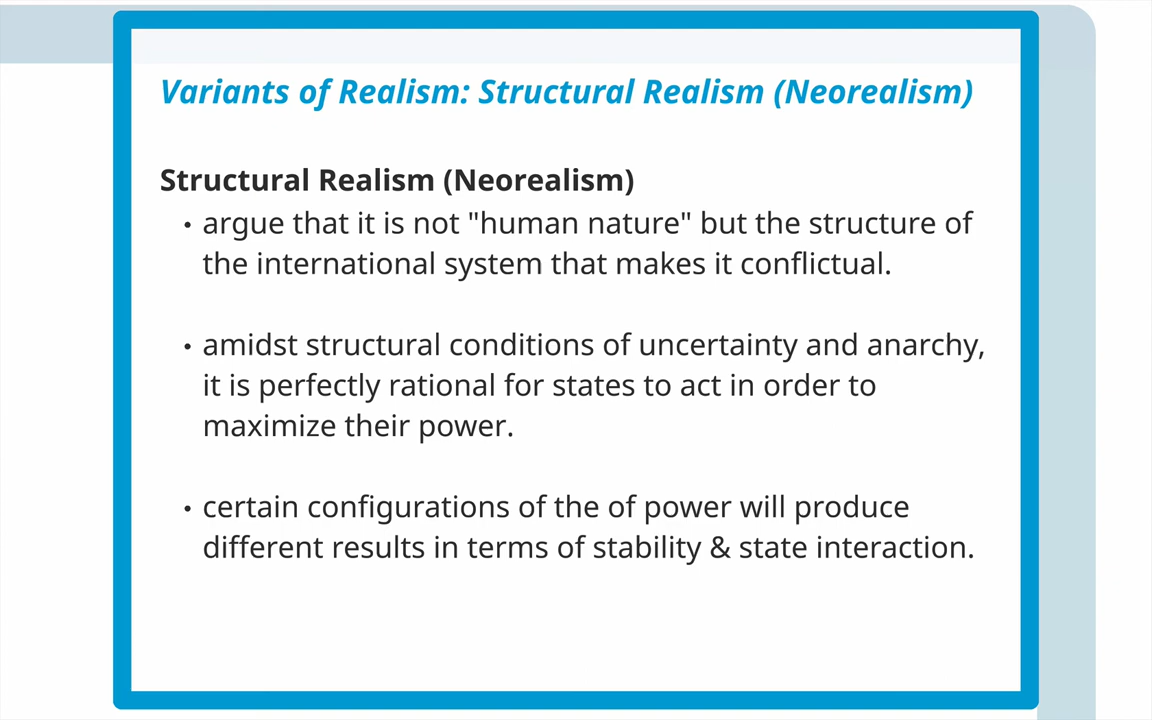 Variants of Realism: Structural Realism (Neorealism)
Structural Realism (Neorealism)
• argue that it is not "human nature" but the structure of
the international system that makes it conflictual.
• amidst structural conditions of uncertainty and anarchy,
it is perfectly rational for states to act in order to
maximize their power.
• certain configurations of the of power will produce
different results in terms of stability & state interaction.